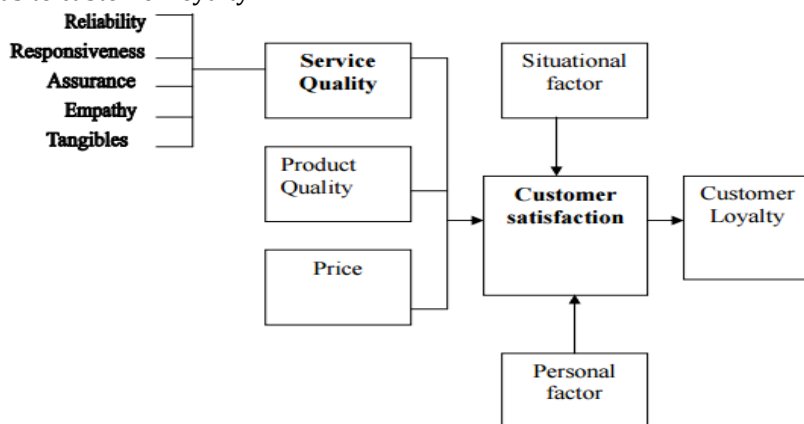 Reliability
Responsiveness
Assurance
Empathy
Tangibles
Service
Quality
Product
Quality
Price
Situational
factor
Customer
satisfaction
Personal
factor
Customer
Loyalty